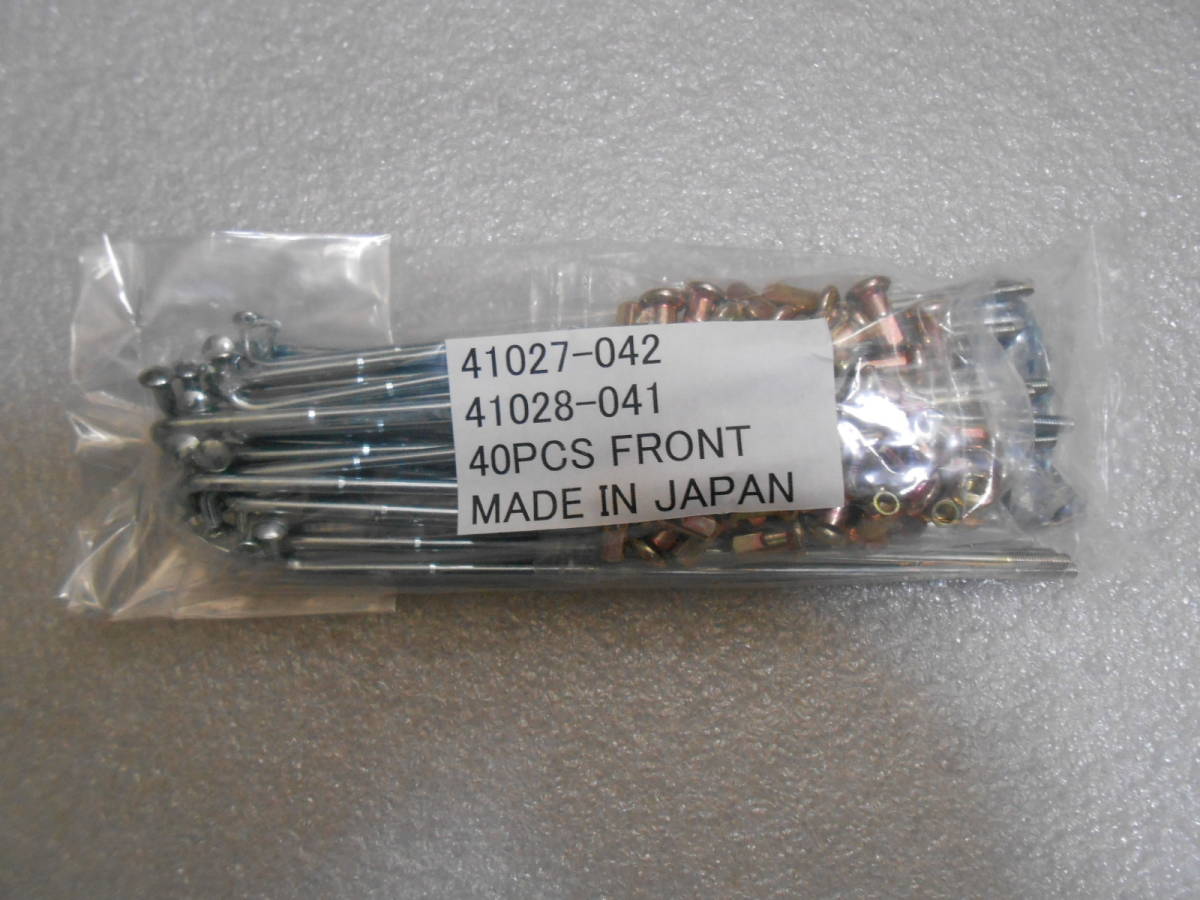 41027-042
41028-041
40PCS FRONT
MADE IN JAPAN